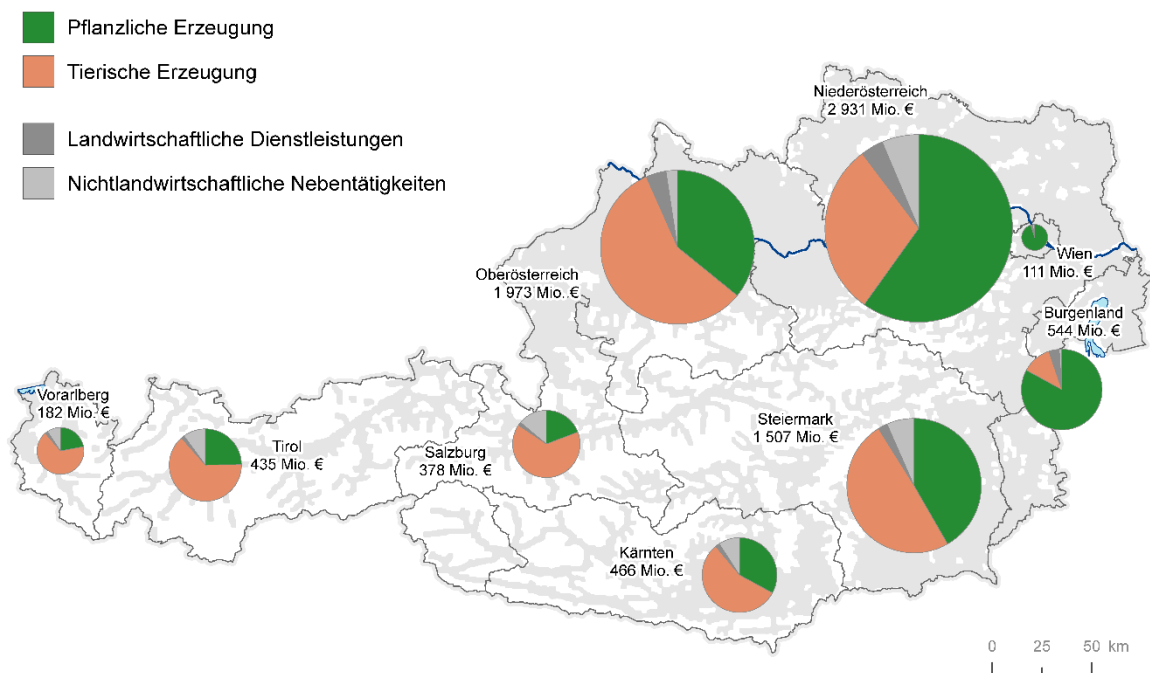 Pflanzliche Erzeugung
Tierische Erzeugung
Landwirtschaftliche Dienstleistungen
Nichtlandwirtschaftliche Nebentätigkeiten
Niederösterreich
2 931 Mio. €
Oberösterreich
1 973 Mio. €
Wien
111 Mio. €
Burgenland
544 Mio. €
Vorarlberg
182 Mio. €
Tirol
435 Mio. €
Salzburg
378 Mio. €
Steiermark
1 507 Mio. €
Kärnten
466 Mio. €
0 25 50 km